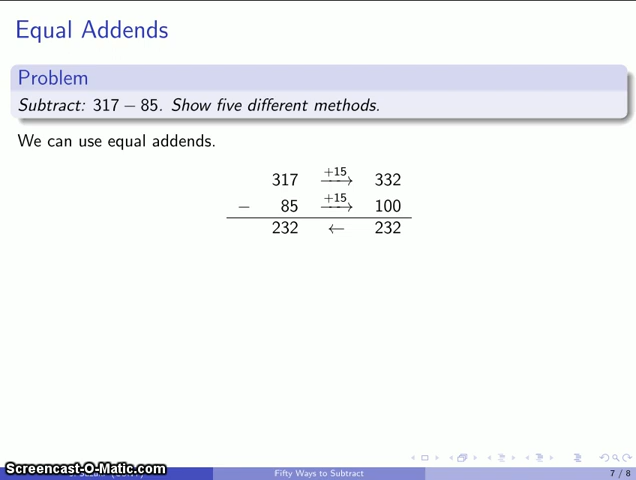 Equal Addends
Problem
Subtract: 317 − 85. Show five different methods.
We can use equal addends.
317 +15→ 332
− 85 +15→ 100
232 ← 232
Screencast-O-Matic.com
Fifty Ways to Subtract
7 / 8